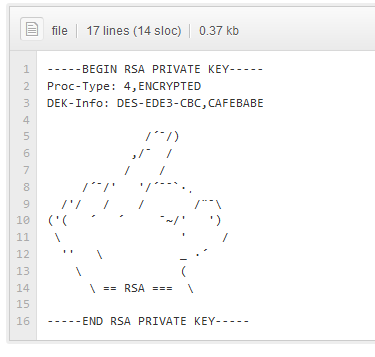 file 17 lines (14 sloc) 0.37 kb
1 -----BEGIN RSA PRIVATE KEY-----
2 Proc-Type: 4,ENCRYPTED
3 DEK-Info: DES-EDE3-CBC,CAFEBABE
4
5               /´¯/)
6             ,/¯  /
7            /    /
8      /´¯/'   '/´¯¯`·¸
9   /'/   /    /       /¨¯\
10 ('(   ´   ´     ¯~/'   ')
11  \                 '     /
12   ''   \           _ ·´
13     \              (
14       \ == RSA ===  \
15
16 -----END RSA PRIVATE KEY-----